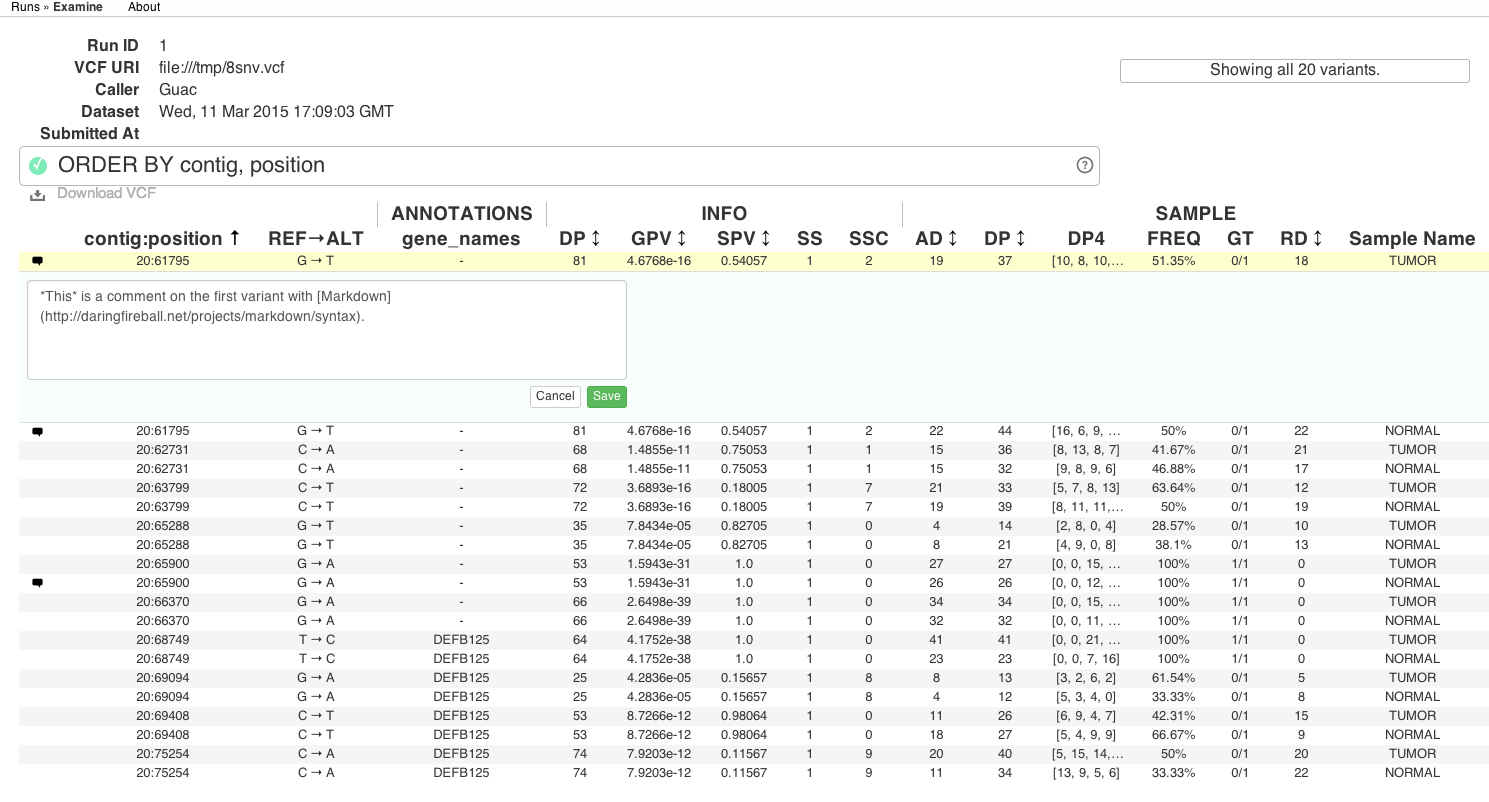 Runs » Examine About
Run ID 1
VCF URI file:///tmp/8snv.vcf
Showing all 20 variants.
Caller Guac
Dataset Wed, 11 Mar 2015 17:09:03 GMT
Submitted At
ORDER BY contig, position ?
Download VCF
ANNOTATIONS INFO SAMPLE
contig:position ↑ REF→ALT gene_names DP ↕ GPV ↕ SPV ↕ SS SSC AD ↕ DP ↕ DP4 FREQ GT RD ↕ Sample Name
20:61795 G → T - 81 4.6768e-16 0.54057 1 2 19 37 [10, 8, 10,... 51.35% 0/1 18 TUMOR
*This* is a comment on the first variant with [Markdown]
(http://daringfireball.net/projects/markdown/syntax).
Cancel Save
20:61795 G → T - 81 4.6768e-16 0.54057 1 2 22 44 [16, 6, 9, ... 50% 0/1 22 NORMAL
20:62731 C → A - 68 1.4855e-11 0.75053 1 1 15 36 [8, 13, 8, 7] 41.67% 0/1 21 TUMOR
20:62731 C → A - 68 1.4855e-11 0.75053 1 1 15 32 [9, 8, 9, 6] 46.88% 0/1 17 NORMAL
20:63799 C → T - 72 3.6893e-16 0.18005 1 7 21 33 [5, 7, 8, 13] 63.64% 0/1 12 TUMOR
20:63799 C → T - 72 3.6893e-16 0.18005 1 7 19 39 [8, 11, 11,... 50% 0/1 19 NORMAL
20:65288 G → T - 35 7.8434e-05 0.82705 1 0 4 14 [2, 8, 0, 4] 28.57% 0/1 10 TUMOR
20:65288 G → T - 35 7.8434e-05 0.82705 1 0 8 21 [4, 9, 0, 8] 38.1% 0/1 13 NORMAL
20:65900 G → A - 53 1.5943e-31 1.0 1 0 27 27 [0, 0, 15, ... 100% 1/1 0 TUMOR
20:65900 G → A - 53 1.5943e-31 1.0 1 0 26 26 [0, 0, 12, ... 100% 1/1 0 NORMAL
20:66370 G → A - 66 2.6498e-39 1.0 1 0 34 34 [0, 0, 15, ... 100% 1/1 0 TUMOR
20:66370 G → A - 66 2.6498e-39 1.0 1 0 32 32 [0, 0, 11, ... 100% 1/1 0 NORMAL
20:68749 T → C DEFB125 64 4.1752e-38 1.0 1 0 41 41 [0, 0, 21, ... 100% 1/1 0 TUMOR
20:68749 T → C DEFB125 64 4.1752e-38 1.0 1 0 23 23 [0, 0, 7, 16] 100% 1/1 0 NORMAL
20:69094 G → A DEFB125 25 4.2836e-05 0.15657 1 8 8 13 [3, 2, 6, 2] 61.54% 0/1 5 TUMOR
20:69094 G → A DEFB125 25 4.2836e-05 0.15657 1 8 4 12 [5, 3, 4, 0] 33.33% 0/1 8 NORMAL
20:69408 C → T DEFB125 53 8.7266e-12 0.98064 1 0 11 26 [6, 9, 4, 7] 42.31% 0/1 15 TUMOR
20:69408 C → T DEFB125 53 8.7266e-12 0.98064 1 0 18 27 [5, 4, 9, 9] 66.67% 0/1 9 NORMAL
20:75254 C → A DEFB125 74 7.9203e-12 0.11567 1 9 20 40 [5, 15, 14,... 50% 0/1 20 TUMOR
20:75254 C → A DEFB125 74 7.9203e-12 0.11567 1 9 11 34 [13, 9, 5, 6] 33.33% 0/1 22 NORMAL